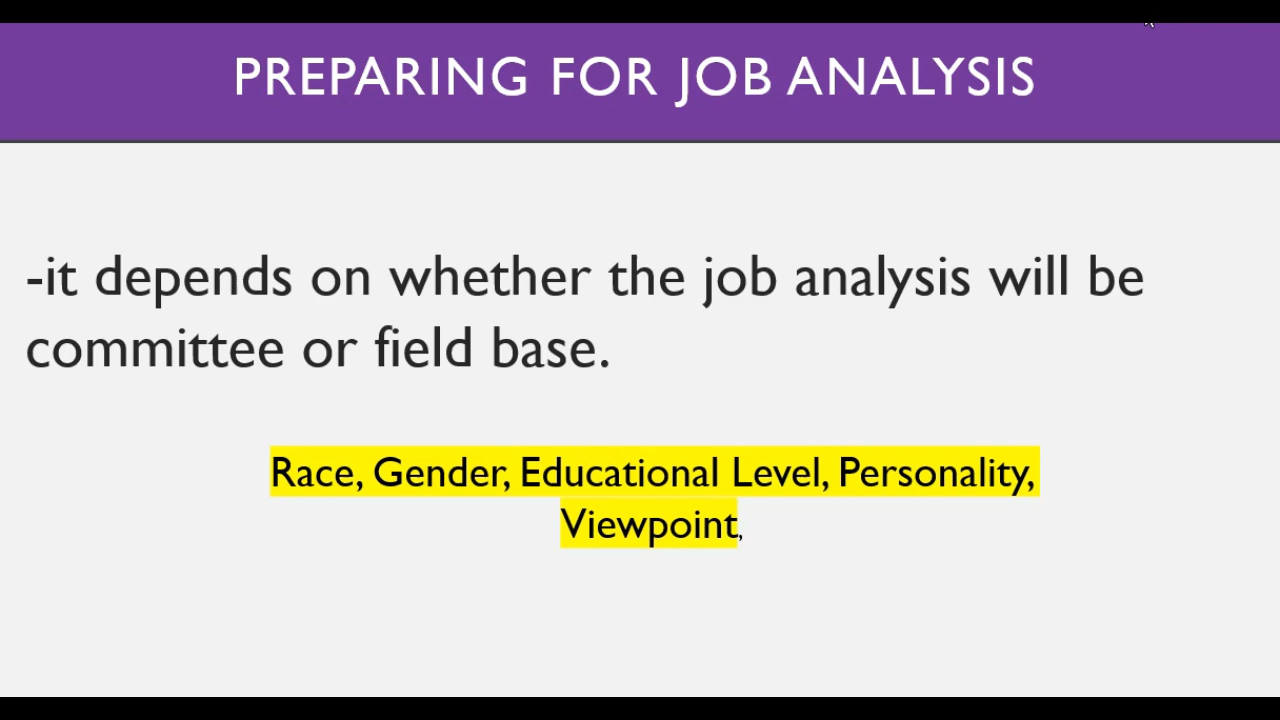 PREPARING FOR JOB ANALYSIS
-it depends on whether the job analysis will be
committee or field base.
Race, Gender, Educational Level, Personality,
Viewpoint,